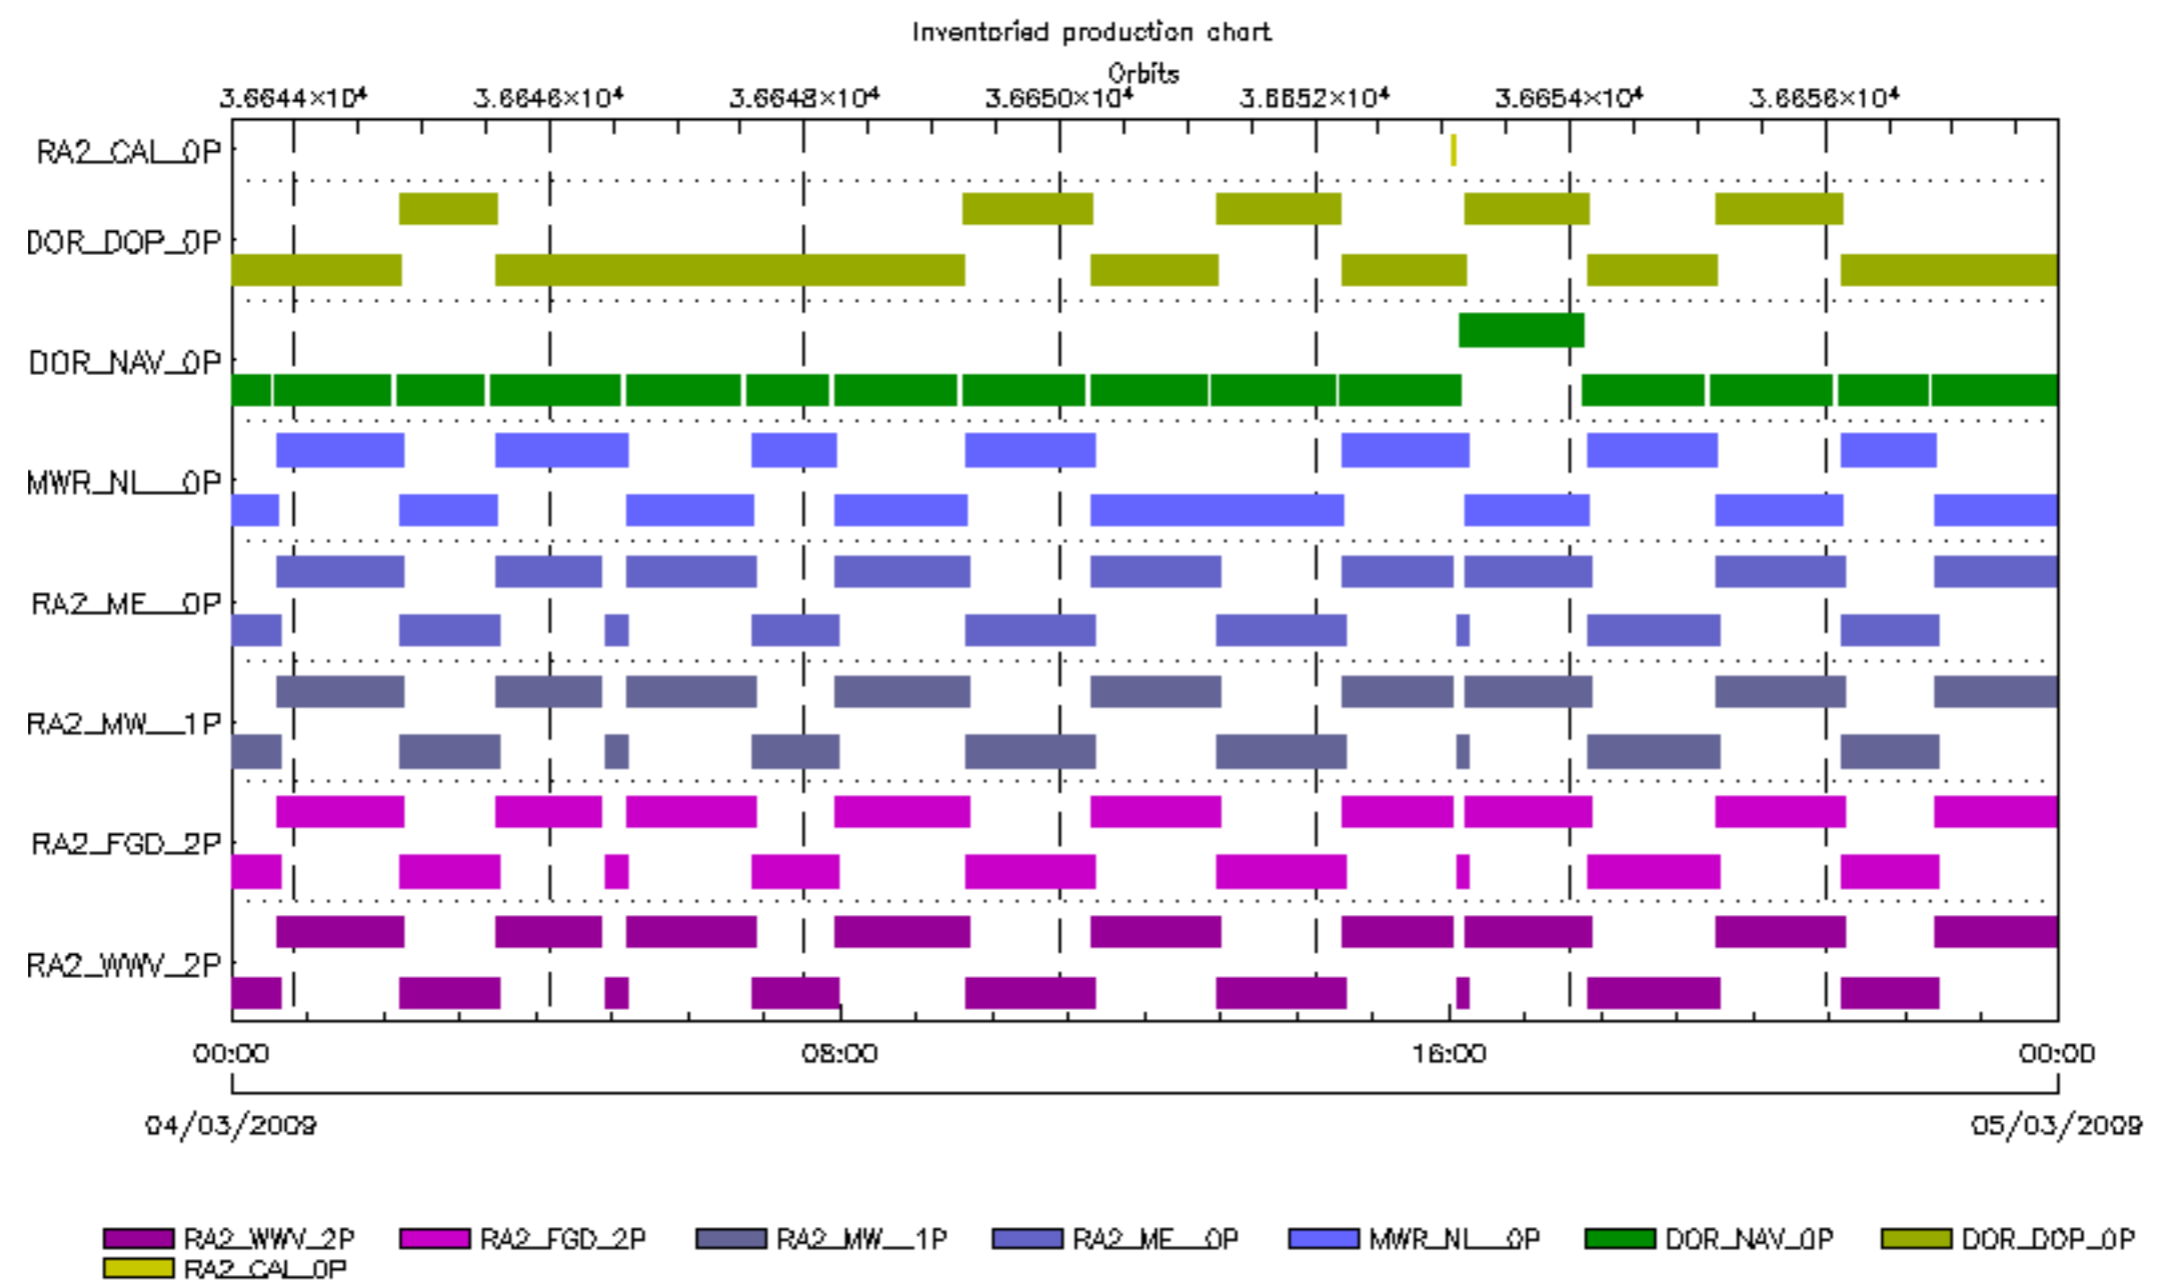 Inventoried production chart
Orbits
3.6644×10⁴ 3.6646×10⁴ 3.6648×10⁴ 3.6650×10⁴ 3.6652×10⁴ 3.6654×10⁴ 3.6656×10⁴
RA2_CAL_0P
DOR_DOP_0P
DOR_NAV_0P
MWR_NL__0P
RA2_ME__0P
RA2_MW__1P
RA2_FGD_2P
RA2_WWV_2P
00:00 08:00 16:00 00:00
04/03/2009 05/03/2009
RA2_WWV_2P RA2_FGD_2P RA2_MW__1P RA2_ME__0P MWR_NL__0P DOR_NAV_0P DOR_DOP_0P
RA2_CAL_0P